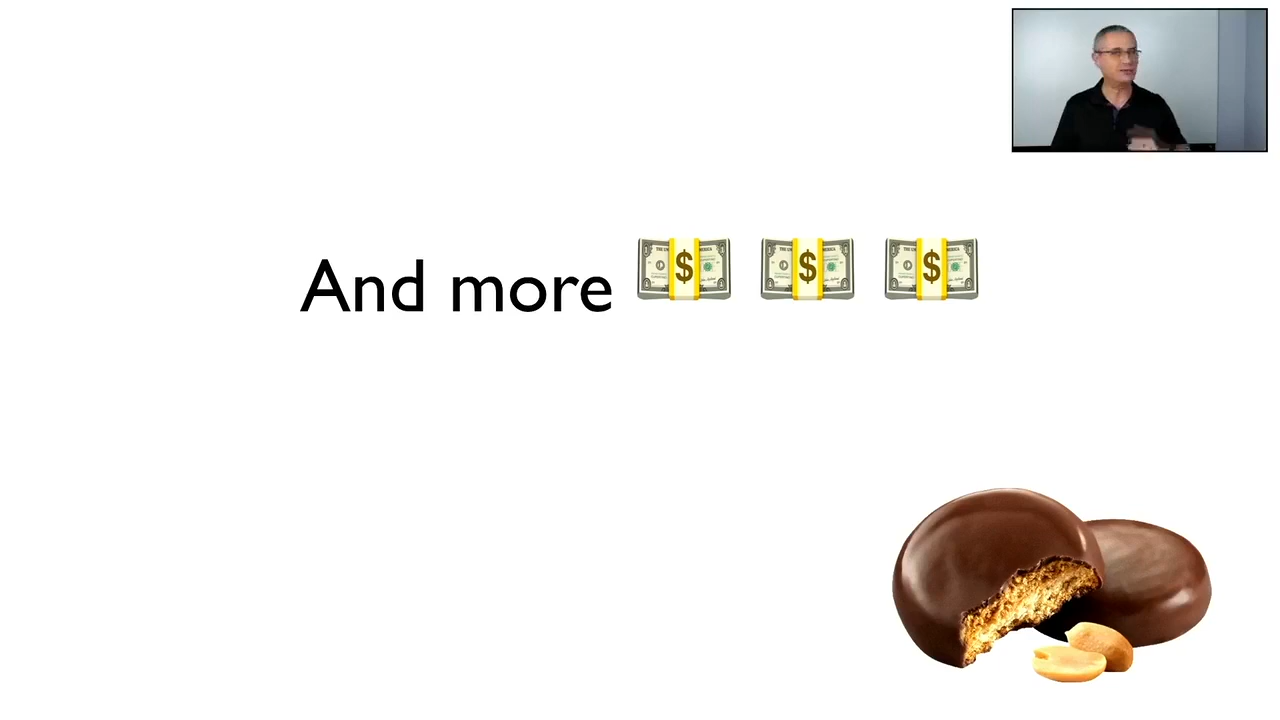 And more 💵 💵 💵